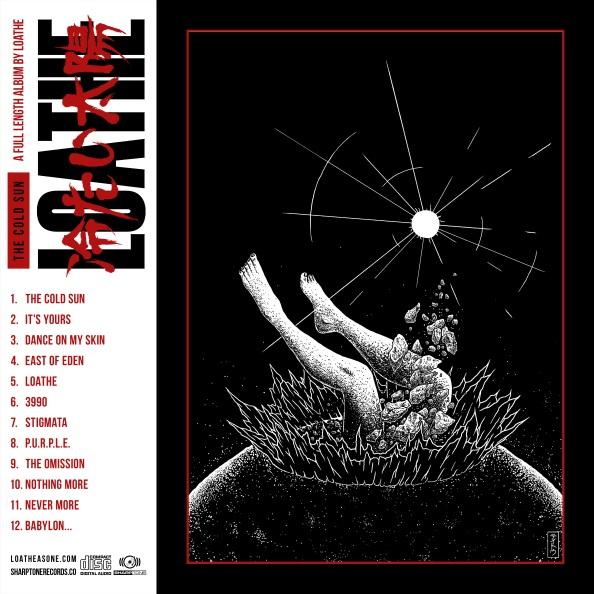 A FULL LENGTH ALBUM BY LOATHE
THE COLD SUN
LOATHE
冷たい太陽
1. THE COLD SUN
2. IT'S YOURS
3. DANCE ON MY SKIN
4. EAST OF EDEN
5. LOATHE
6. 3990
7. STIGMATA
8. P.U.R.P.L.E.
9. THE OMISSION
10. NOTHING MORE
11. NEVER MORE
12. BABYLON...
LOATHEASONE.COM
SHARPTONERECORDS.CO
COMPACT
disc
DIGITAL AUDIO
SHARPTONE